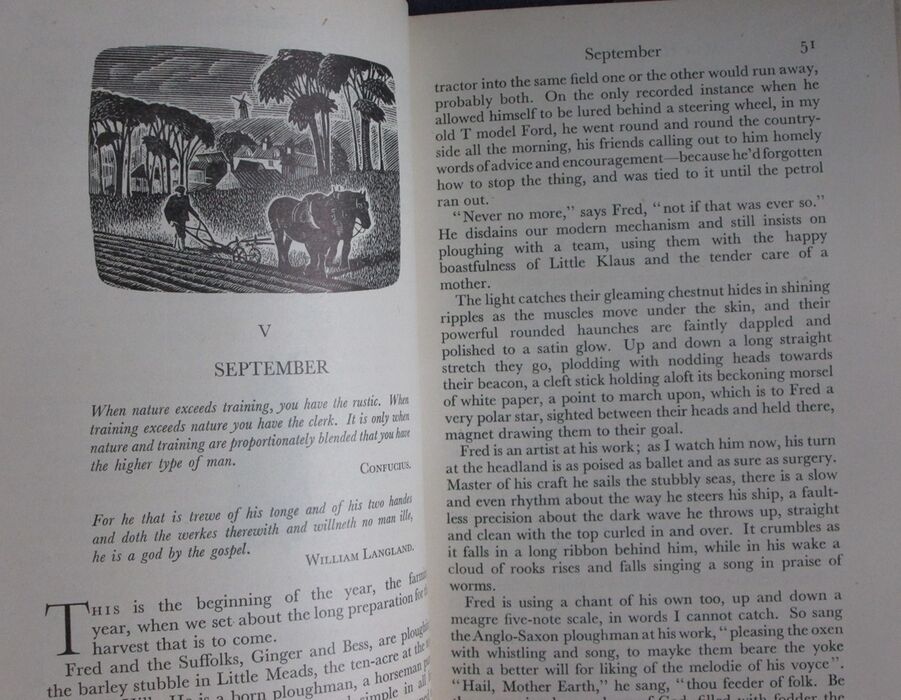 V
SEPTEMBER
When nature exceeds training, you have the rustic. When
training exceeds nature you have the clerk. It is only when
nature and training are proportionately blended that you have
the higher type of man.
CONFUCIUS.
For he that is trewe of his tonge and of his two handes
and doth the werkes therewith and willneth no man ille,
he is a god by the gospel.
WILLIAM LANGLAND.
THIS is the beginning of the year, the
year, when we set about the long preparation for the
harvest that is to come.
Fred and the Suffolks, Ginger and Bess, are
the barley stubble in Little Meads, the ten-acre at the
He is a born ploughman, a horseman
simple in all
September
51
tractor into the same field one or the other would run away,
probably both. On the only recorded instance when he
allowed himself to be lured behind a steering wheel, in my
old T model Ford, he went round and round the country-
side all the morning, his friends calling out to him homely
words of advice and encouragement—because he'd forgotten
how to stop the thing, and was tied to it until the petrol
ran out.
"Never no more," says Fred, "not if that was ever so."
He disdains our modern mechanism and still insists on
ploughing with a team, using them with the happy
boastfulness of Little Klaus and the tender care of a
mother.
The light catches their gleaming chestnut hides in shining
ripples as the muscles move under the skin, and their
powerful rounded haunches are faintly dappled and
polished to a satin glow. Up and down a long straight
stretch they go, plodding with nodding heads towards
their beacon, a cleft stick holding aloft its beckoning morsel
of white paper, a point to march upon, which is to Fred a
very polar star, sighted between their heads and held there,
magnet drawing them to their goal.
Fred is an artist at his work; as I watch him now, his turn
at the headland is as poised as ballet and as sure as surgery.
Master of his craft he sails the stubbly seas, there is a slow
and even rhythm about the way he steers his ship, a fault-
less precision about the dark wave he throws up, straight
and clean with the top curled in and over. It crumbles as
it falls in a long ribbon behind him, while in his wake a
cloud of rooks rises and falls singing a song in praise of
worms.
Fred is using a chant of his own too, up and down a
meagre five-note scale, in words I cannot catch. So sang
the Anglo-Saxon ploughman at his work, "pleasing the oxen
with whistling and song, to mayke them beare the yoke
with a better will for liking of the melodie of his voyce".
"Hail, Mother Earth," he sang, "thou feeder of folk. Be
of God, filled with fodder the